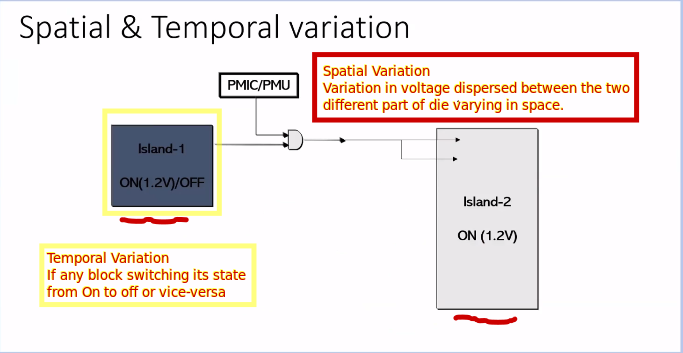 Spatial & Temporal variation
PMIC/PMU
Spatial Variation
Variation in voltage dispersed between the two
different part of die varying in space.
Island-1
ON(1.2V)/OFF
Island-2
ON (1.2V)
Temporal Variation
If any block switching its state
from On to off or vice-versa